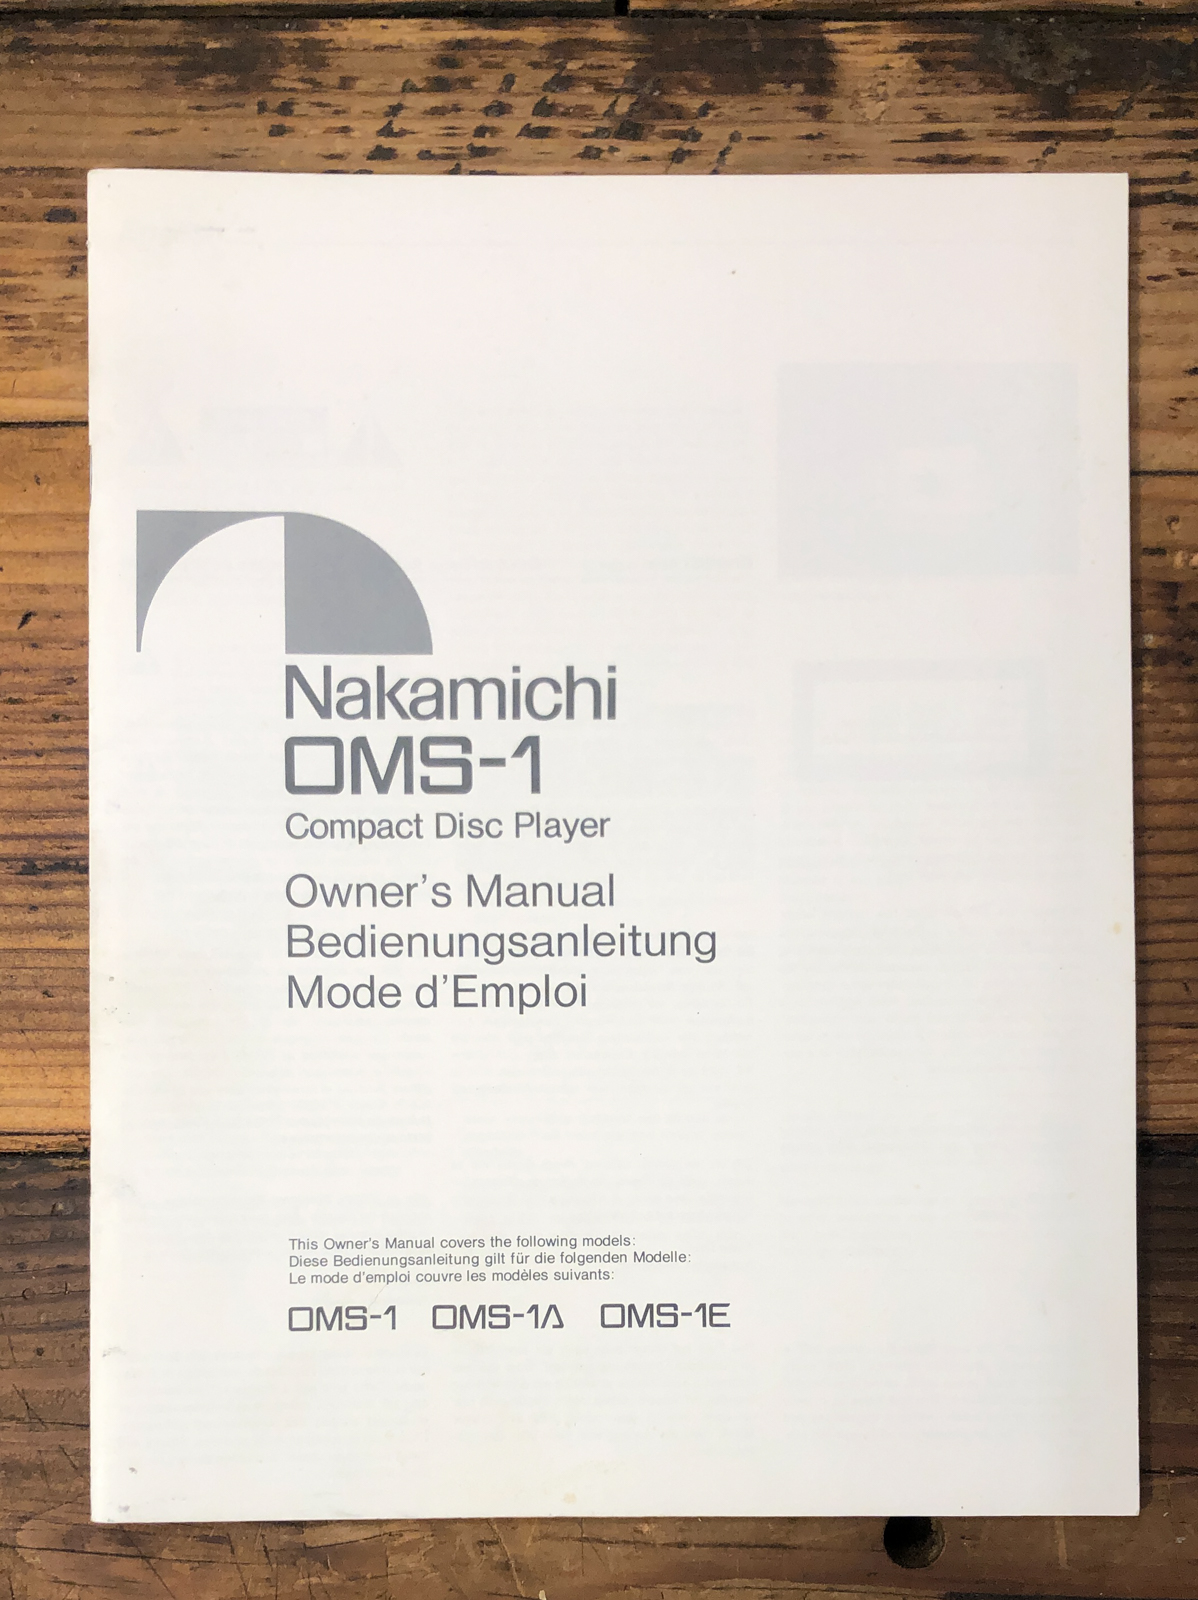 Nakamichi
OMS-1
Compact Disc Player
Owner's Manual
Bedienungsanleitung
Mode d'Emploi
This Owner's Manual covers the following models:
Diese Bedienungsanleitung gilt für die folgenden Modelle:
Le mode d'emploi couvre les modèles suivants:
OMS-1 OMS-1A OMS-1E